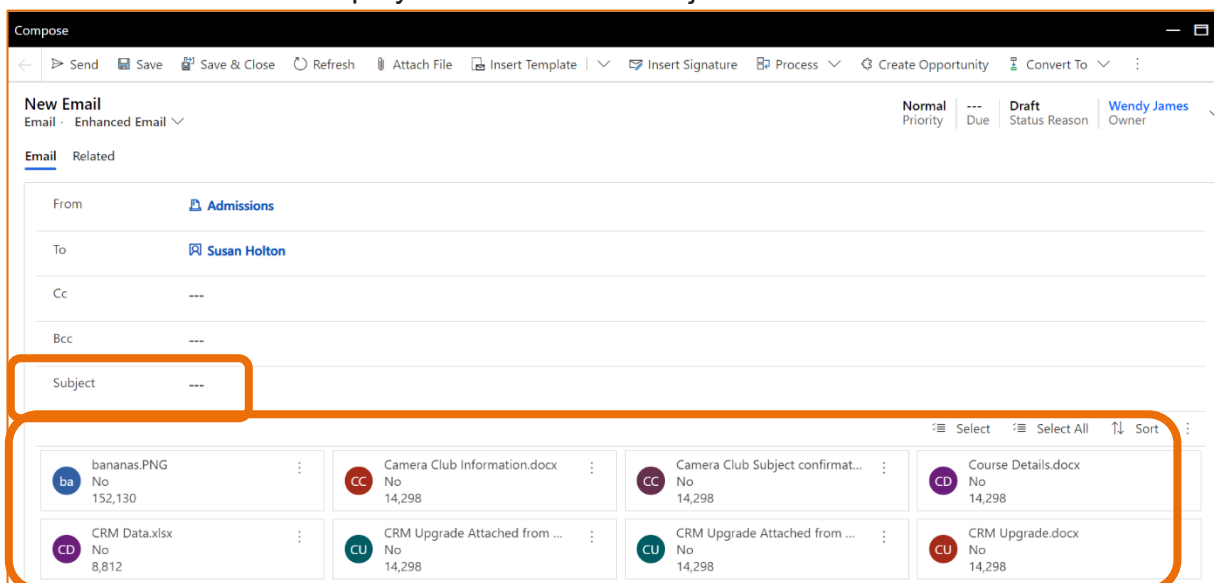 Compose
Send Save Save & Close Refresh Attach File Insert Template Insert Signature Process Create Opportunity Convert To
New Email
Email · Enhanced Email
Normal --- Draft Wendy James
Priority Due Status Reason Owner
Email Related
From Admissions
To Susan Holton
Cc ---
Bcc ---
Subject ---
Select Select All Sort
ba bananas.PNG
No
152,130
CC Camera Club Information.docx
No
14,298
CC Camera Club Subject confirmat...
No
14,298
CD Course Details.docx
No
14,298
CD CRM Data.xlsx
No
8,812
CU CRM Upgrade Attached from ...
No
14,298
CU CRM Upgrade Attached from ...
No
14,298
CU CRM Upgrade.docx
No
14,298